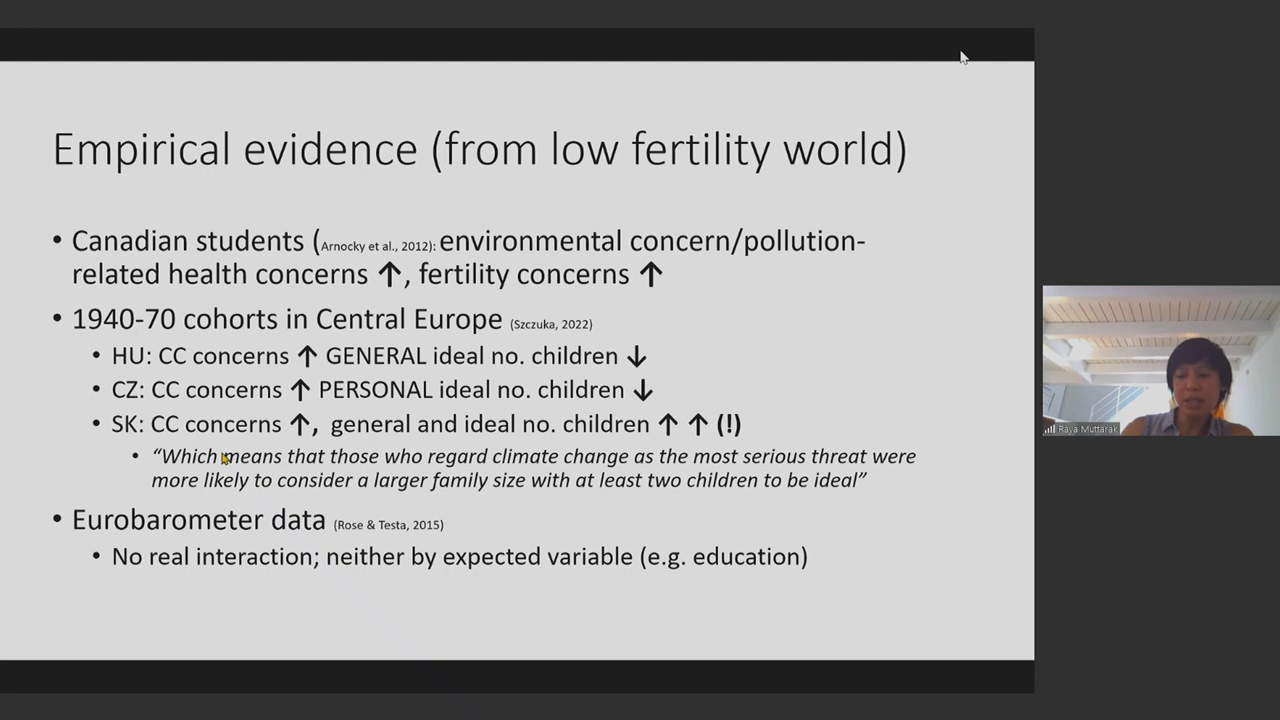 Empirical evidence (from low fertility world)
• Canadian students (Arnocky et al., 2012): environmental concern/pollution-
related health concerns ↑, fertility concerns ↑
• 1940-70 cohorts in Central Europe (Szczuka, 2022)
• HU: CC concerns ↑ GENERAL ideal no. children ↓
• CZ: CC concerns ↑ PERSONAL ideal no. children ↓
• SK: CC concerns ↑, general and ideal no. children ↑ ↑ (!)
• “Which means that those who regard climate change as the most serious threat were
more likely to consider a larger family size with at least two children to be ideal”
• Eurobarometer data (Rose & Testa, 2015)
• No real interaction; neither by expected variable (e.g. education)
Raya Muttarak